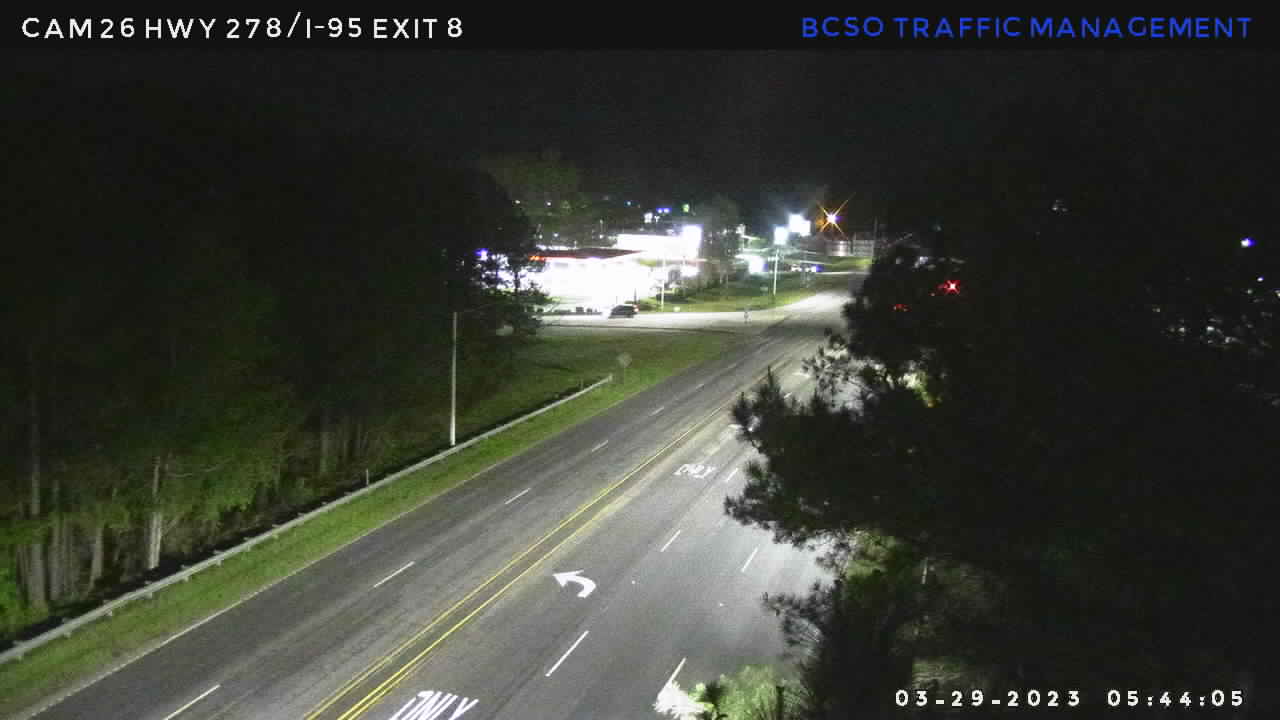 CAM26 HWY 278/I-95 EXIT 8
BCSO TRAFFIC MANAGEMENT
ONLY
ONLY
03-29-2023 05:44:05